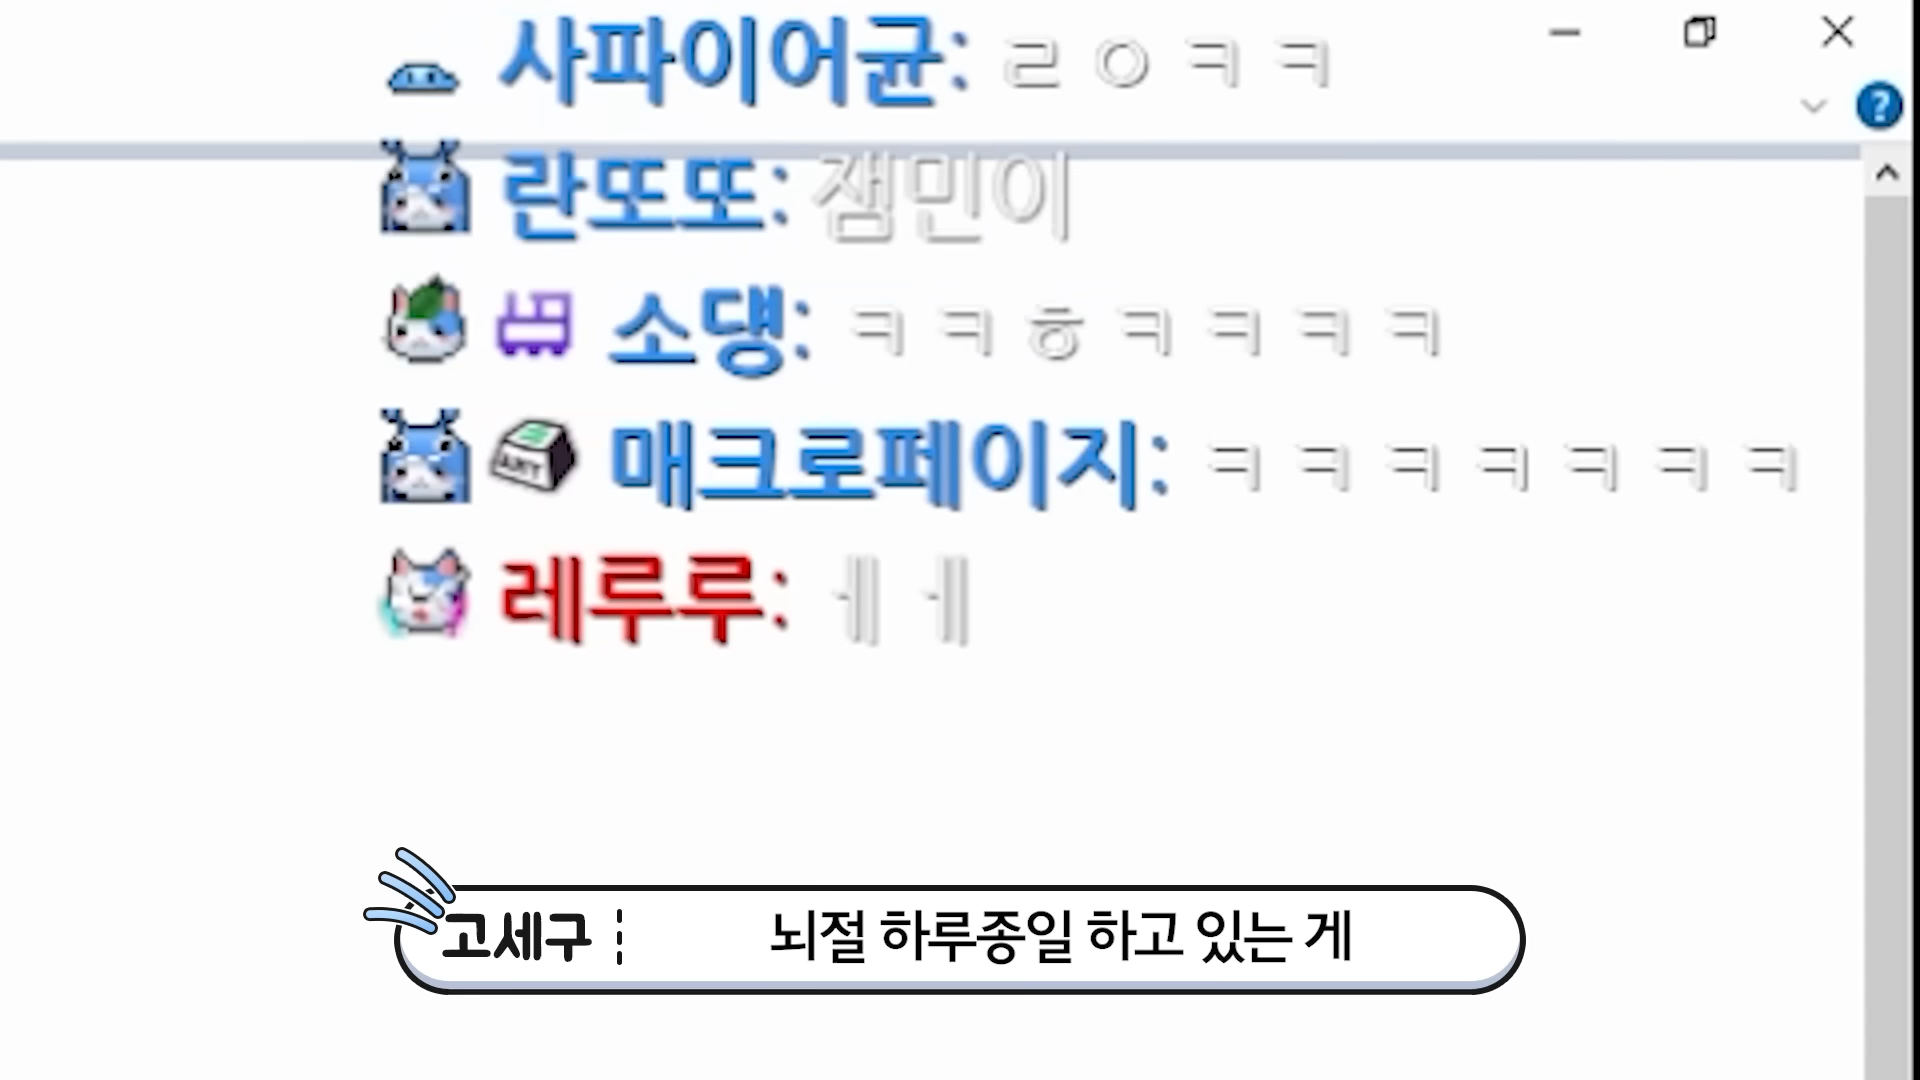 사파이어균: ㄹㅇㅋㅋ
란또또: 잼민이
소댕: ㅋㅋㅎㅋㅋㅋㅋ
ANY
매크로페이지: ㅋㅋㅋㅋㅋㅋㅋ
레루루: ㅔㅔ
고세구 뇌절 하루종일 하고 있는 게